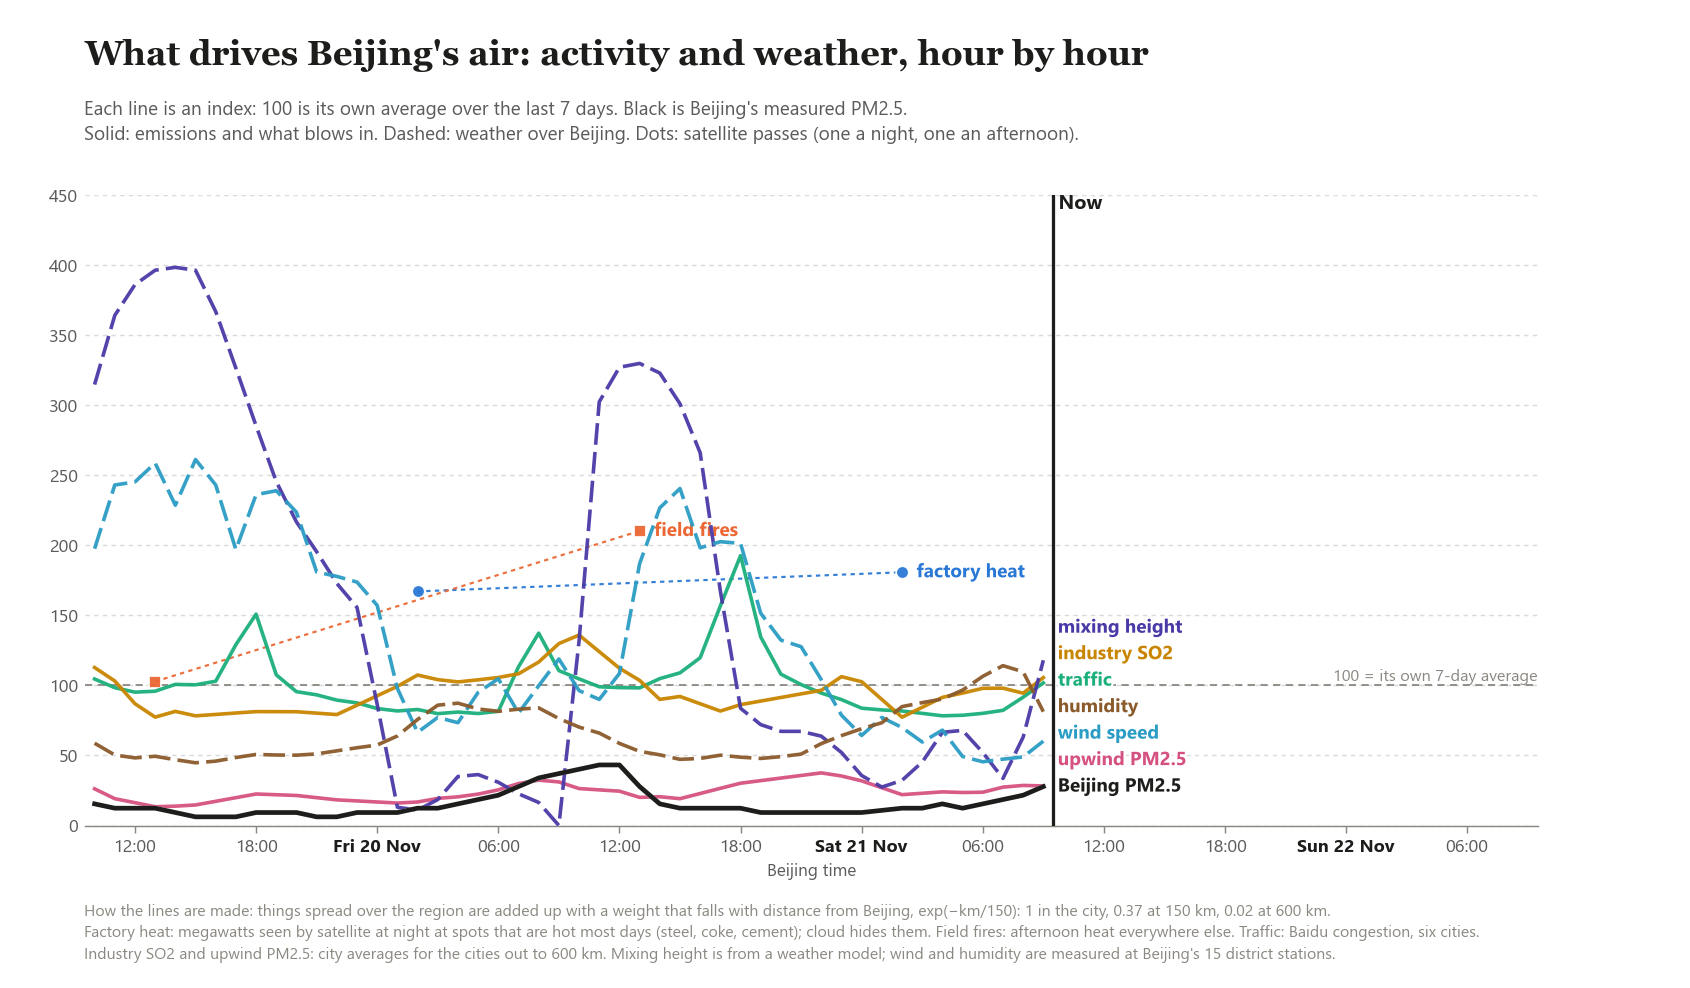 What drives Beijing's air: activity and weather, hour by hour
Each line is an index: 100 is its own average over the last 7 days. Black is Beijing's measured PM2.5.
Solid: emissions and what blows in. Dashed: weather over Beijing. Dots: satellite passes (one a night, one an afternoon).
450
Now
400
350
300
250
field fires
200
factory heat
150
mixing height
industry SO2
100 = its own 7-day average
traffic
100
humidity
wind speed
50
upwind PM2.5
Beijing PM2.5
0
12:00 18:00 Fri 20 Nov 06:00 12:00 18:00 Sat 21 Nov 06:00 12:00 18:00 Sun 22 Nov 06:00
Beijing time
How the lines are made: things spread over the region are added up with a weight that falls with distance from Beijing, exp(−km/150): 1 in the city, 0.37 at 150 km, 0.02 at 600 km.
Factory heat: megawatts seen by satellite at night at spots that are hot most days (steel, coke, cement); cloud hides them. Field fires: afternoon heat everywhere else. Traffic: Baidu congestion, six cities.
Industry SO2 and upwind PM2.5: city averages for the cities out to 600 km. Mixing height is from a weather model; wind and humidity are measured at Beijing's 15 district stations.